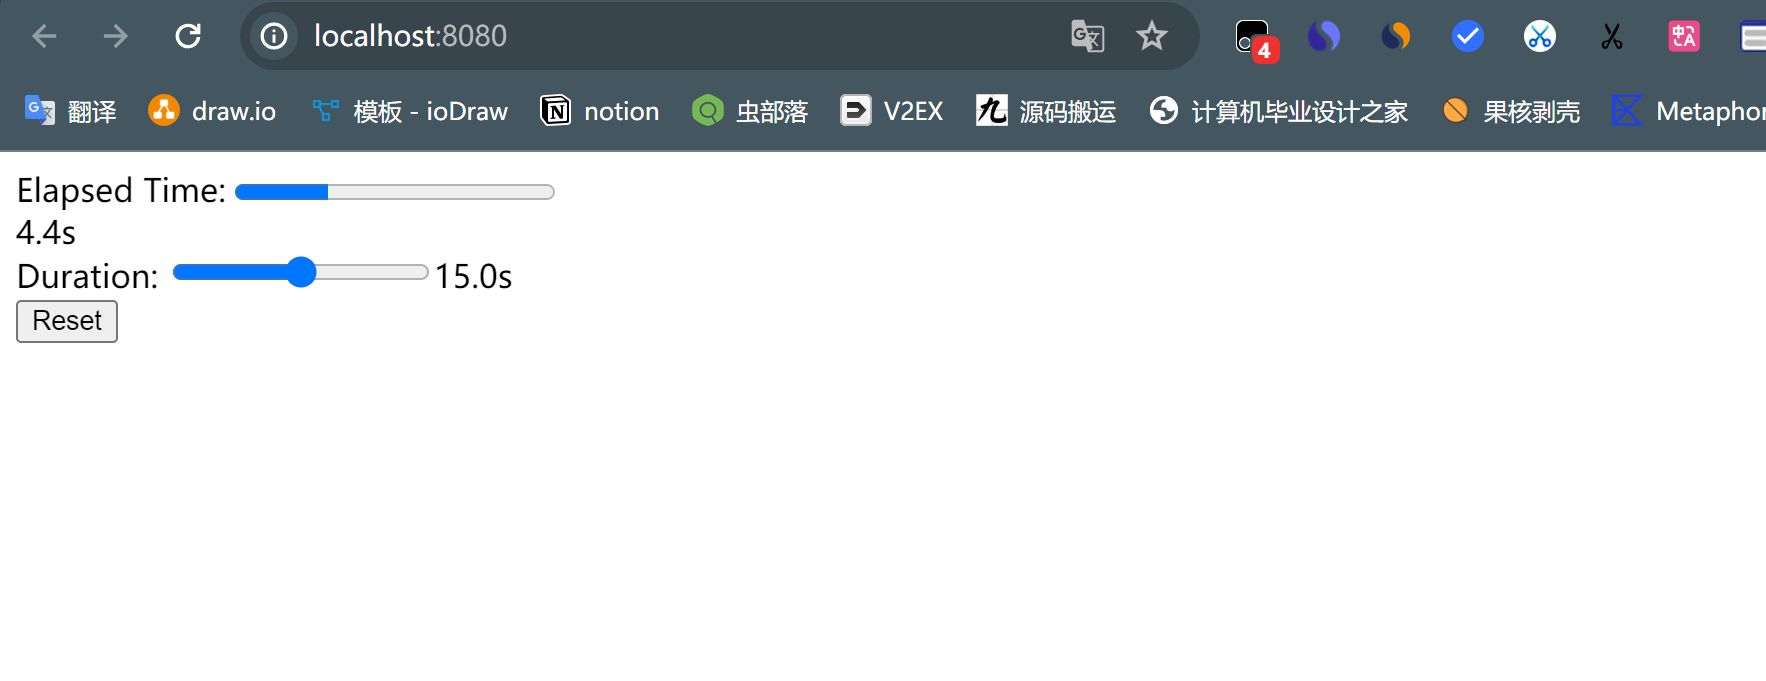 localhost:8080
4
翻译 draw.io 模板 - ioDraw notion 虫部落 V2EX 源码搬运 计算机毕业设计之家 果核剥壳 Metaphor
Elapsed Time:
4.4s
Duration: 15.0s
Reset